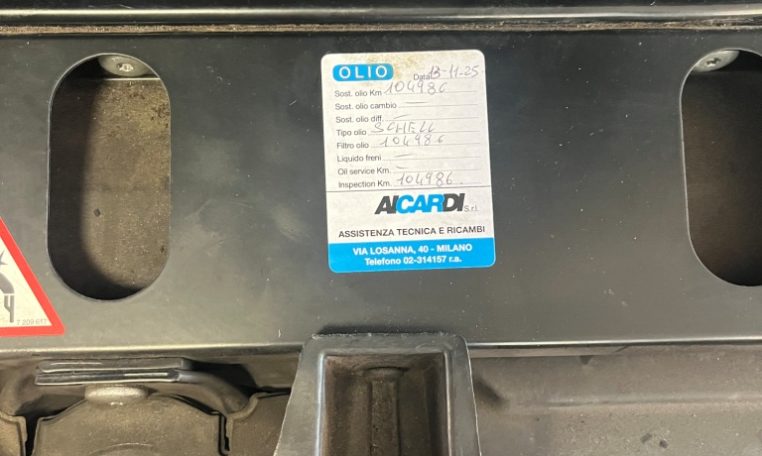 OLIO Data 13-11-25
Sost. olio Km 104986
Sost. olio cambio —
Sost. olio diff. —
Tipo olio SCHELL
Filtro olio 104986
Liquido freni —
Oil service Km. —
Inspection Km. 104986
AICARDI S.r.l.
ASSISTENZA TECNICA E RICAMBI
VIA LOSANNA, 40 - MILANO
Telefono 02-314157 r.a.